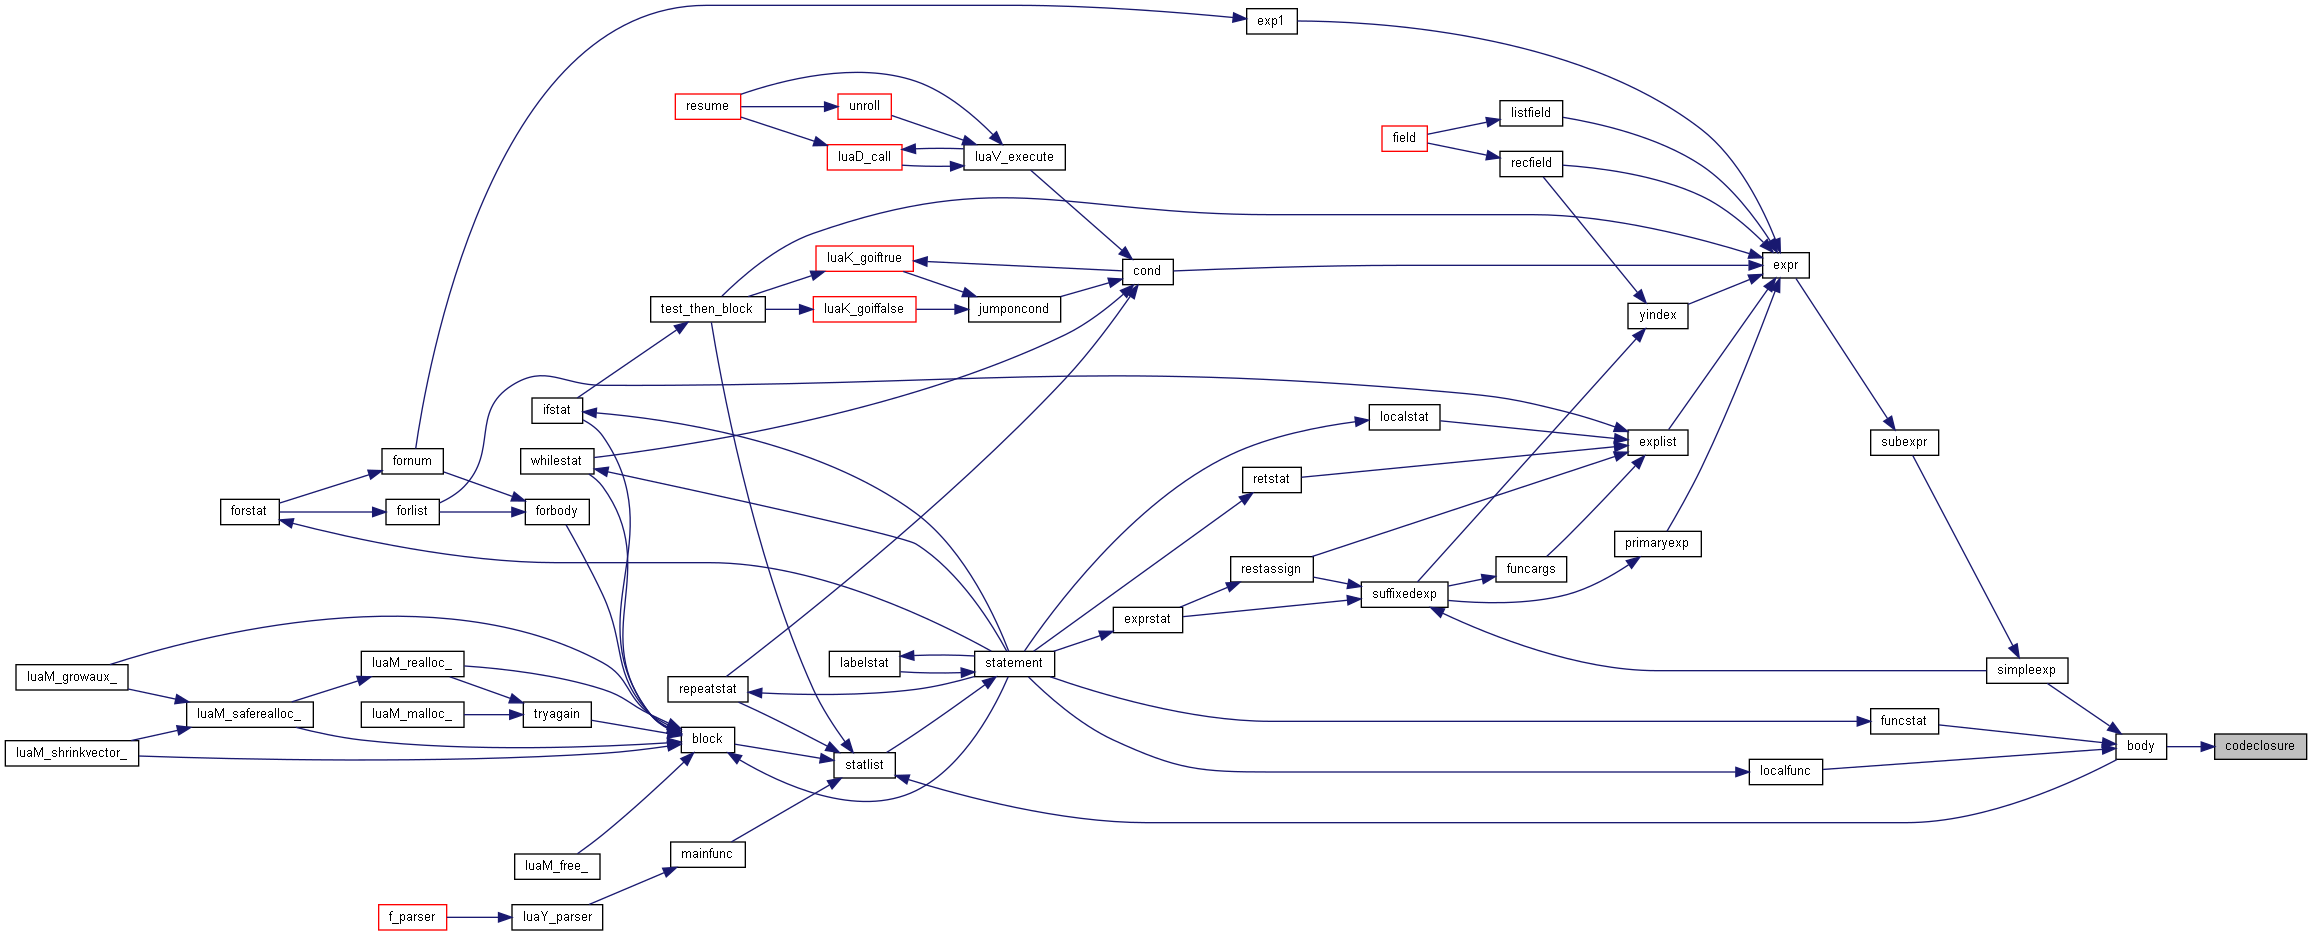 exp1
resume
unroll
listfield
field
luaD_call
luaV_execute
recfield
luaK_goiftrue
cond
expr
test_then_block
luaK_goiffalse
jumponcond
yindex
ifstat
localstat
explist
subexpr
fornum
whilestat
retstat
forstat
forlist
forbody
primaryexp
restassign
funcargs
suffixedexp
exprstat
luaM_growaux_
luaM_realloc_
labelstat
statement
simpleexp
repeatstat
luaM_saferealloc_
luaM_malloc_
tryagain
funcstat
luaM_shrinkvector_
block
body
codeclosure
statlist
localfunc
luaM_free_
mainfunc
f_parser
luaY_parser